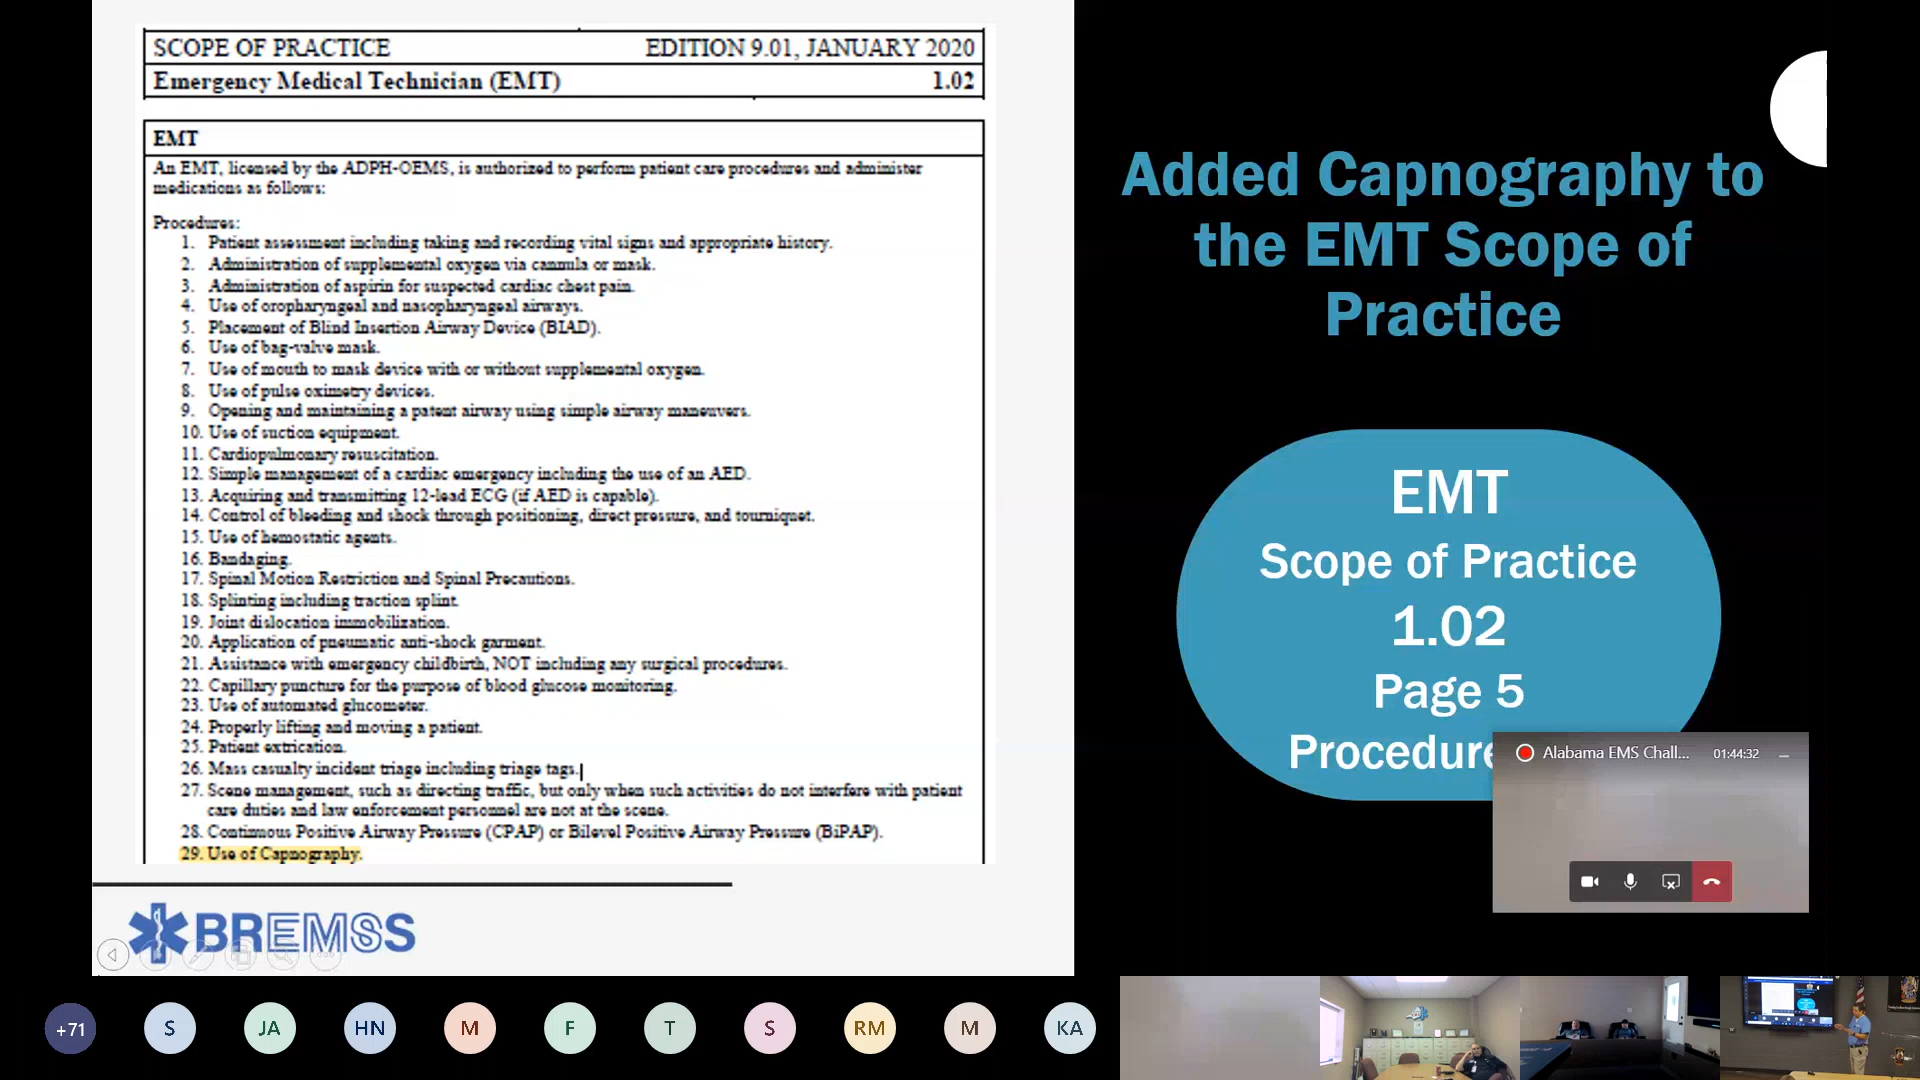 SCOPE OF PRACTICE EDITION 9.01, JANUARY 2020
Emergency Medical Technician (EMT) 1.02
EMT
An EMT, licensed by the ADPH-OEMS, is authorized to perform patient care procedures and administer
medications as follows:
Procedures:
1. Patient assessment including taking and recording vital signs and appropriate history.
2. Administration of supplemental oxygen via cannula or mask.
3. Administration of aspirin for suspected cardiac chest pain.
4. Use of oropharyngeal and nasopharyngeal airways.
5. Placement of Blind Insertion Airway Device (BIAD).
6. Use of bag-valve mask.
7. Use of mouth to mask device with or without supplemental oxygen.
8. Use of pulse oximetry devices.
9. Opening and maintaining a patent airway using simple airway maneuvers.
10. Use of suction equipment.
11. Cardiopulmonary resuscitation.
12. Simple management of a cardiac emergency including the use of an AED.
13. Acquiring and transmitting 12-lead ECG (if AED is capable).
14. Control of bleeding and shock through positioning, direct pressure, and tourniquet.
15. Use of hemostatic agents.
16. Bandaging.
17. Spinal Motion Restriction and Spinal Precautions.
18. Splinting including traction splint.
19. Joint dislocation immobilization.
20. Application of pneumatic anti-shock garment.
21. Assistance with emergency childbirth, NOT including any surgical procedures.
22. Capillary puncture for the purpose of blood glucose monitoring.
23. Use of automated glucometer.
24. Properly lifting and moving a patient.
25. Patient extrication.
26. Mass casualty incident triage including triage tags.
27. Scene management, such as directing traffic, but only when such activities do not interfere with patient
care duties and law enforcement personnel are not at the scene.
28. Continuous Positive Airway Pressure (CPAP) or Bilevel Positive Airway Pressure (BiPAP).
29. Use of Capnography.
BREMSS
Added Capnography to
the EMT Scope of
Practice
EMT
Scope of Practice
1.02
Page 5
Procedure
Alabama EMS Chall... 01:44:32
+71 S JA HN M F T S RM M KA